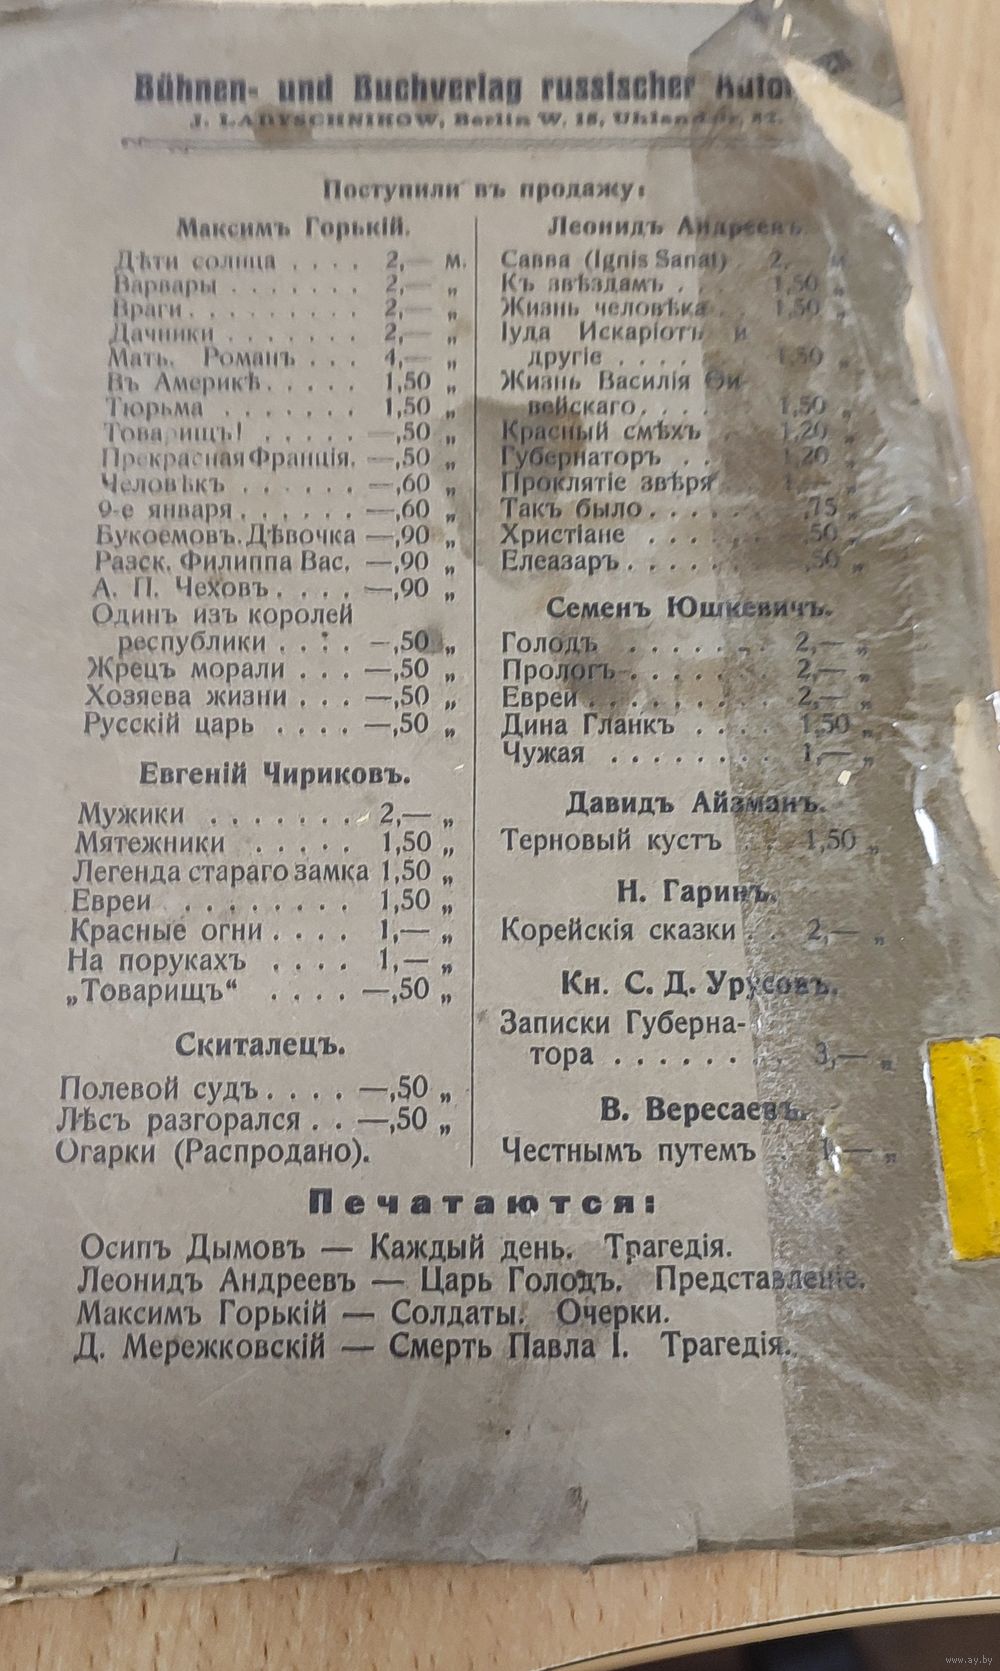 Bühnen- und Buchverlag russischer
J. LADYSCHNIKOW, Berlin W. 15,
Поступили въ продажу:
Максимъ Горькій.
Дѣти солнца . . . . 2,— м.
Варвары . . . . . . . 2,— „
Враги . . . . . . . . . 2,— „
Дачники . . . . . . . 2,— „
Мать. Романъ . . . 4,— „
Въ Америкѣ. . . . . 1,50 „
Тюрьма . . . . . . . 1,50 „
Товарищъ! . . . . . —,50 „
Прекрасная Франція. —,50 „
Человѣкъ . . . . . . —,60 „
9-е января . . . . . . —,60 „
Букоемовъ. Дѣвочка —,90 „
Разск. Филиппа Вас. —,90 „
А. П. Чеховъ . . . . —,90 „
Одинъ изъ королей
республики . . . . —,50 „
Жрецъ морали . . . —,50 „
Хозяева жизни . . . —,50 „
Русскій царь . . . . —,50 „
Евгеній Чириковъ.
Мужики . . . . . . . 2,— „
Мятежники . . . . . 1,50 „
Легенда стараго замка 1,50 „
Евреи . . . . . . . . 1,50 „
Красные огни . . . . 1,— „
На порукахъ . . . . 1,— „
„Товарищъ“ . . . . —,50 „
Скиталецъ.
Полевой судъ . . . . —,50 „
Лѣсъ разгорался . . —,50 „
Огарки (Распродано).
Леонидъ Андреевъ.
Савва (Ignis Sanat) . 2,— м
Къ звѣздамъ . . . 1,50 „
Жизнь человѣка . . 1,50 „
Іуда Искаріотъ и
другіе . . . . . . 1,50 „
Жизнь Василія Ѳи-
вейскаго . . . . 1,50 „
Красный смѣхъ . . 1,20 „
Губернаторъ . . . 1,20 „
Проклятіе звѣря . . 1,— „
Такъ было . . . . . . ,75 „
Христіане . . . . . ,50 „
Елеазаръ . . . . . . ,50 „
Семенъ Юшкевичъ.
Голодъ . . . . . . . 2,— „
Прологъ . . . . . . . 2,— „
Евреи . . . . . . . . 2,— „
Дина Гланкъ . . . . 1,50 „
Чужая . . . . . . . . 1,— „
Давидъ Айзманъ.
Терновый кустъ . . 1,50 „
Н. Гаринъ.
Корейскія сказки . . 2,— „
Кн. С. Д. Урусовъ.
Записки Губерна-
тора . . . . . . . 3,— „
В. Вересаевъ.
Честнымъ путемъ . 1,— „
Печатаются:
Осипъ Дымовъ — Каждый день. Трагедія.
Леонидъ Андреевъ — Царь Голодъ. Представленіе.
Максимъ Горькій — Солдаты. Очерки.
Д. Мережковскій — Смерть Павла I. Трагедія.
www.ay.by